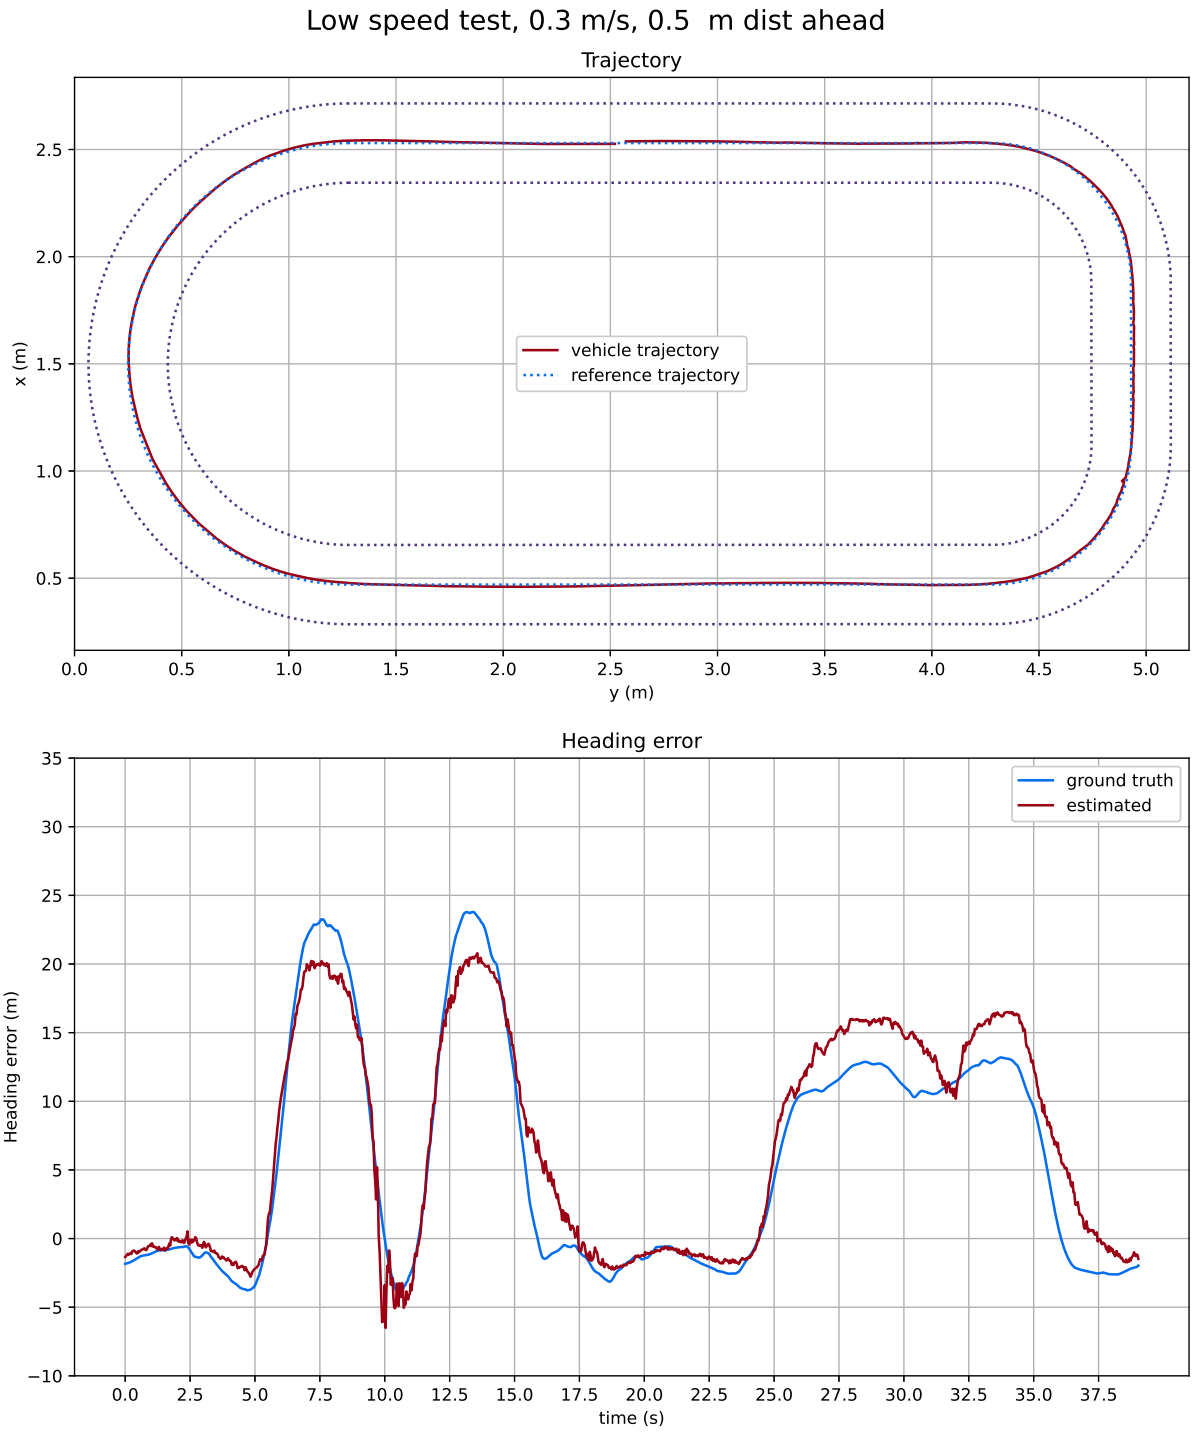 Low speed test, 0.3 m/s, 0.5  m dist ahead
Trajectory
x (m)
2.5
2.0
1.5
1.0
0.5
vehicle trajectory
reference trajectory
0.0 0.5 1.0 1.5 2.0 2.5 3.0 3.5 4.0 4.5 5.0
y (m)
Heading error
Heading error (m)
35
30
25
20
15
10
5
0
−5
−10
ground truth
estimated
0.0 2.5 5.0 7.5 10.0 12.5 15.0 17.5 20.0 22.5 25.0 27.5 30.0 32.5 35.0 37.5
time (s)